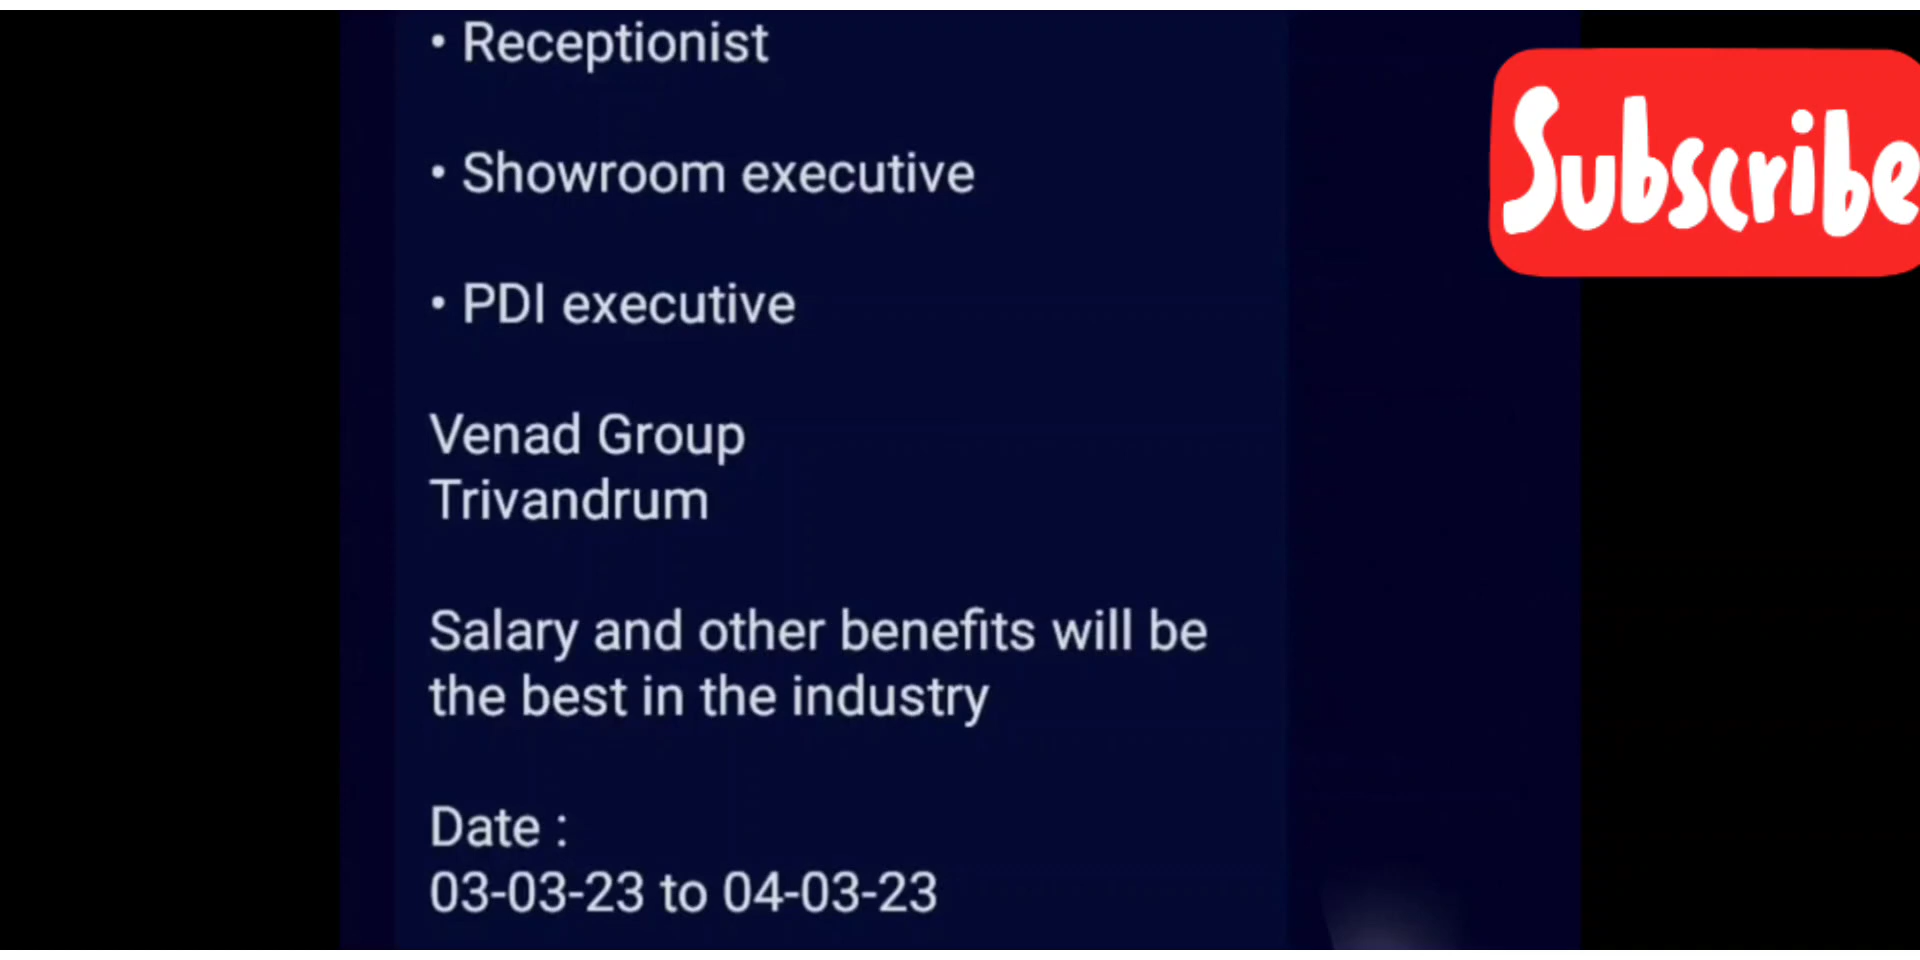 • Receptionist
• Showroom executive
• PDI executive
Venad Group
Trivandrum
Salary and other benefits will be
the best in the industry
Date :
03-03-23 to 04-03-23
Subscribe